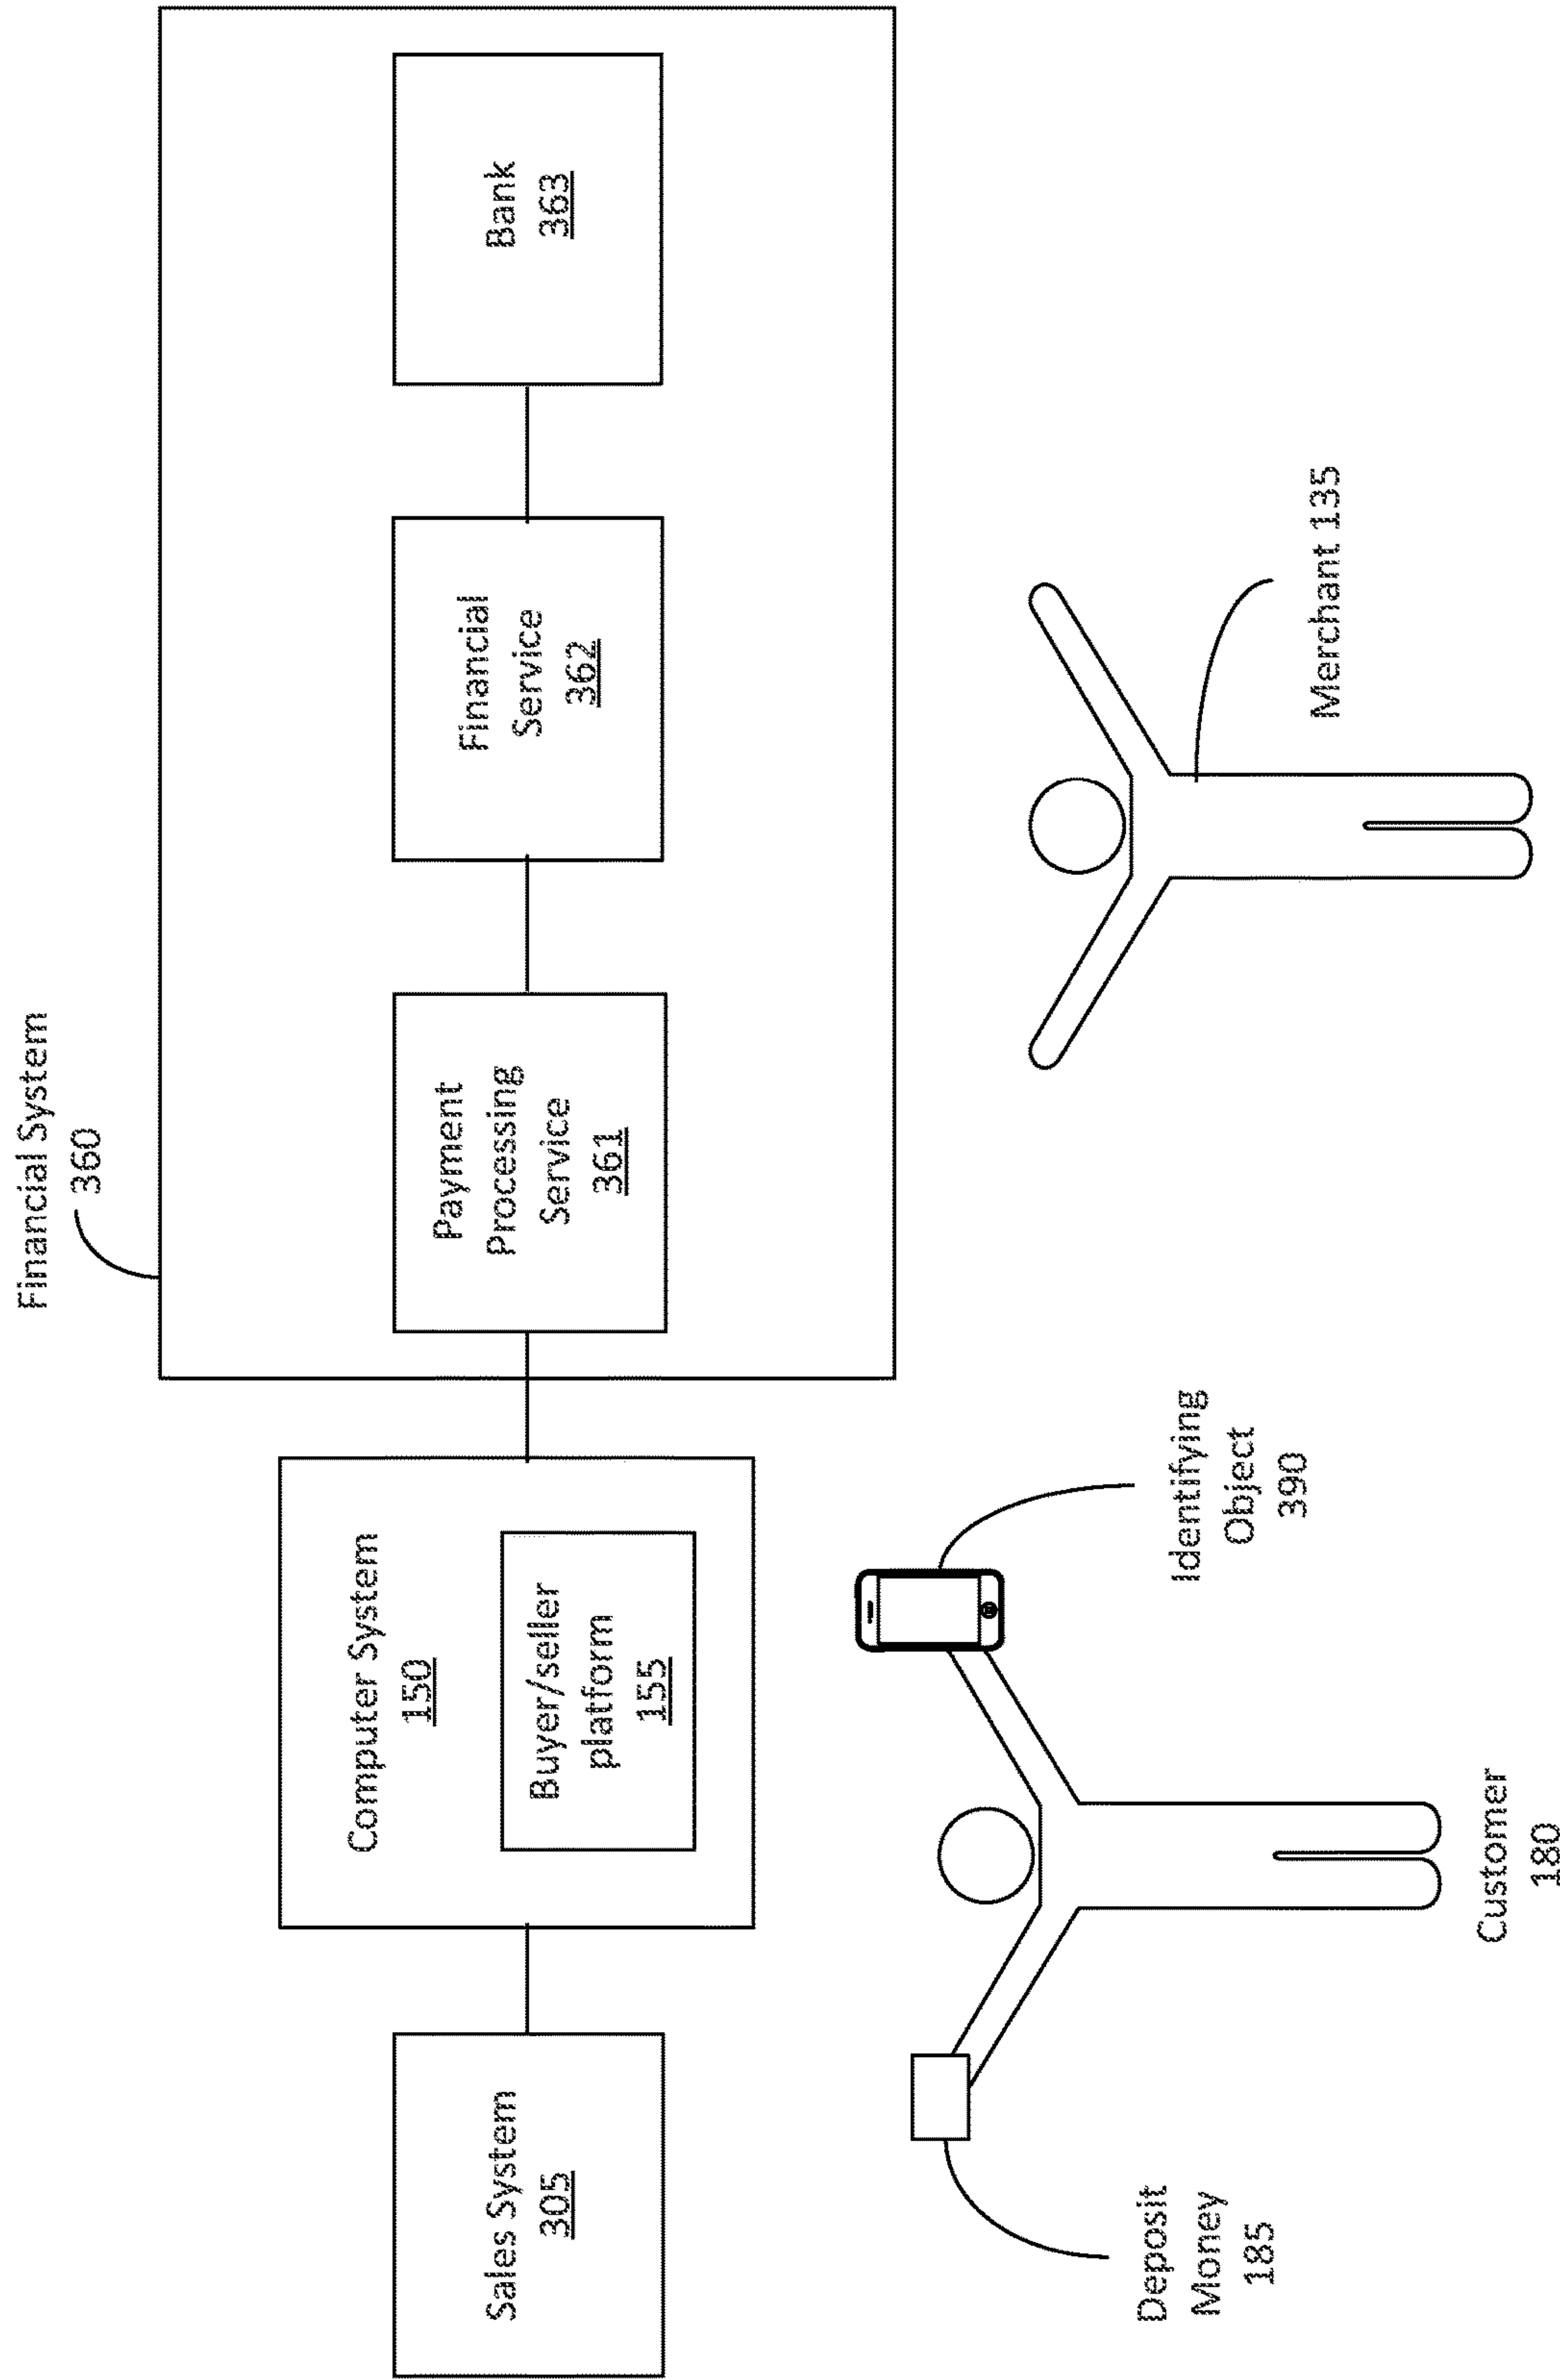 Financial System
360
Sales System
305
Computer System
150
Buyer/seller
platform
155
Payment
Processing
Service
361
Financial
Service
362
Bank
363
Deposit
Money
185
Customer
180
Identifying
Object
390
Merchant 135